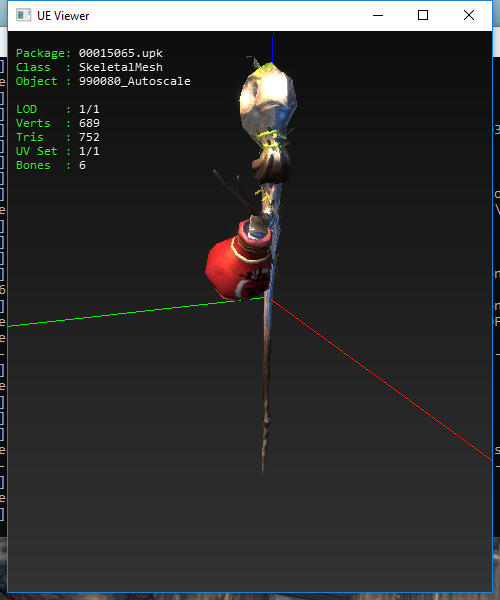 UE Viewer
Package: 00015065.upk
Class : SkeletalMesh
Object : 990080_Autoscale
LOD : 1/1
Verts : 689
Tris : 752
UV Set : 1/1
Bones : 6